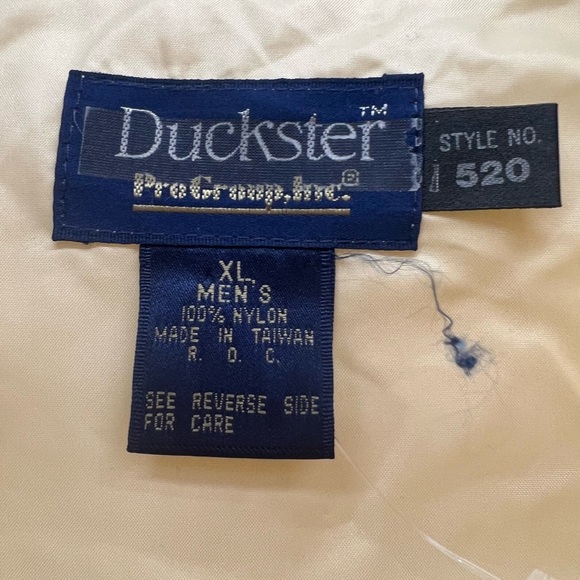 Duckster™
ProGroup, Inc.®
STYLE NO.
520
XL.
MEN'S
100% NYLON
MADE IN TAIWAN
R. O. C.
SEE REVERSE SIDE
FOR CARE